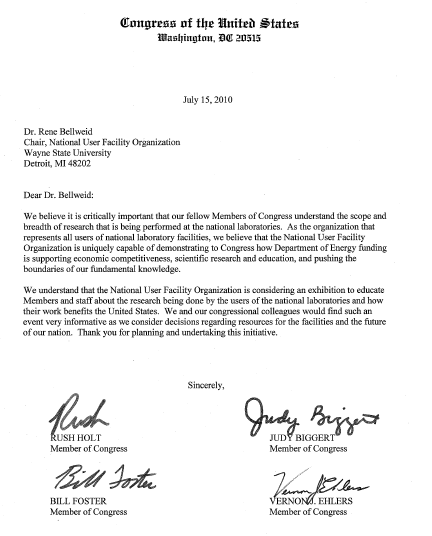 Congress of the United States
Washington, DC 20515
July 15, 2010
Dr. Rene Bellweid
Chair, National User Facility Organization
Wayne State University
Detroit, MI 48202
Dear Dr. Bellweid:
We believe it is critically important that our fellow Members of Congress understand the scope and
breadth of research that is being performed at the national laboratories. As the organization that
represents all users of national laboratory facilities, we believe that the National User Facility
Organization is uniquely capable of demonstrating to Congress how Department of Energy funding
is supporting economic competitiveness, scientific research and education, and pushing the
boundaries of our fundamental knowledge.
We understand that the National User Facility Organization is considering an exhibition to educate
Members and staff about the research being done by the users of the national laboratories and how
their work benefits the United States. We and our congressional colleagues would find such an
event very informative as we consider decisions regarding resources for the facilities and the future
of our nation. Thank you for planning and undertaking this initiative.
Sincerely,
Rush
RUSH HOLT
Member of Congress
Judy Biggert
JUDY BIGGERT
Member of Congress
Bill Foster
BILL FOSTER
Member of Congress
Vernon J. Ehlers
VERNON J. EHLERS
Member of Congress